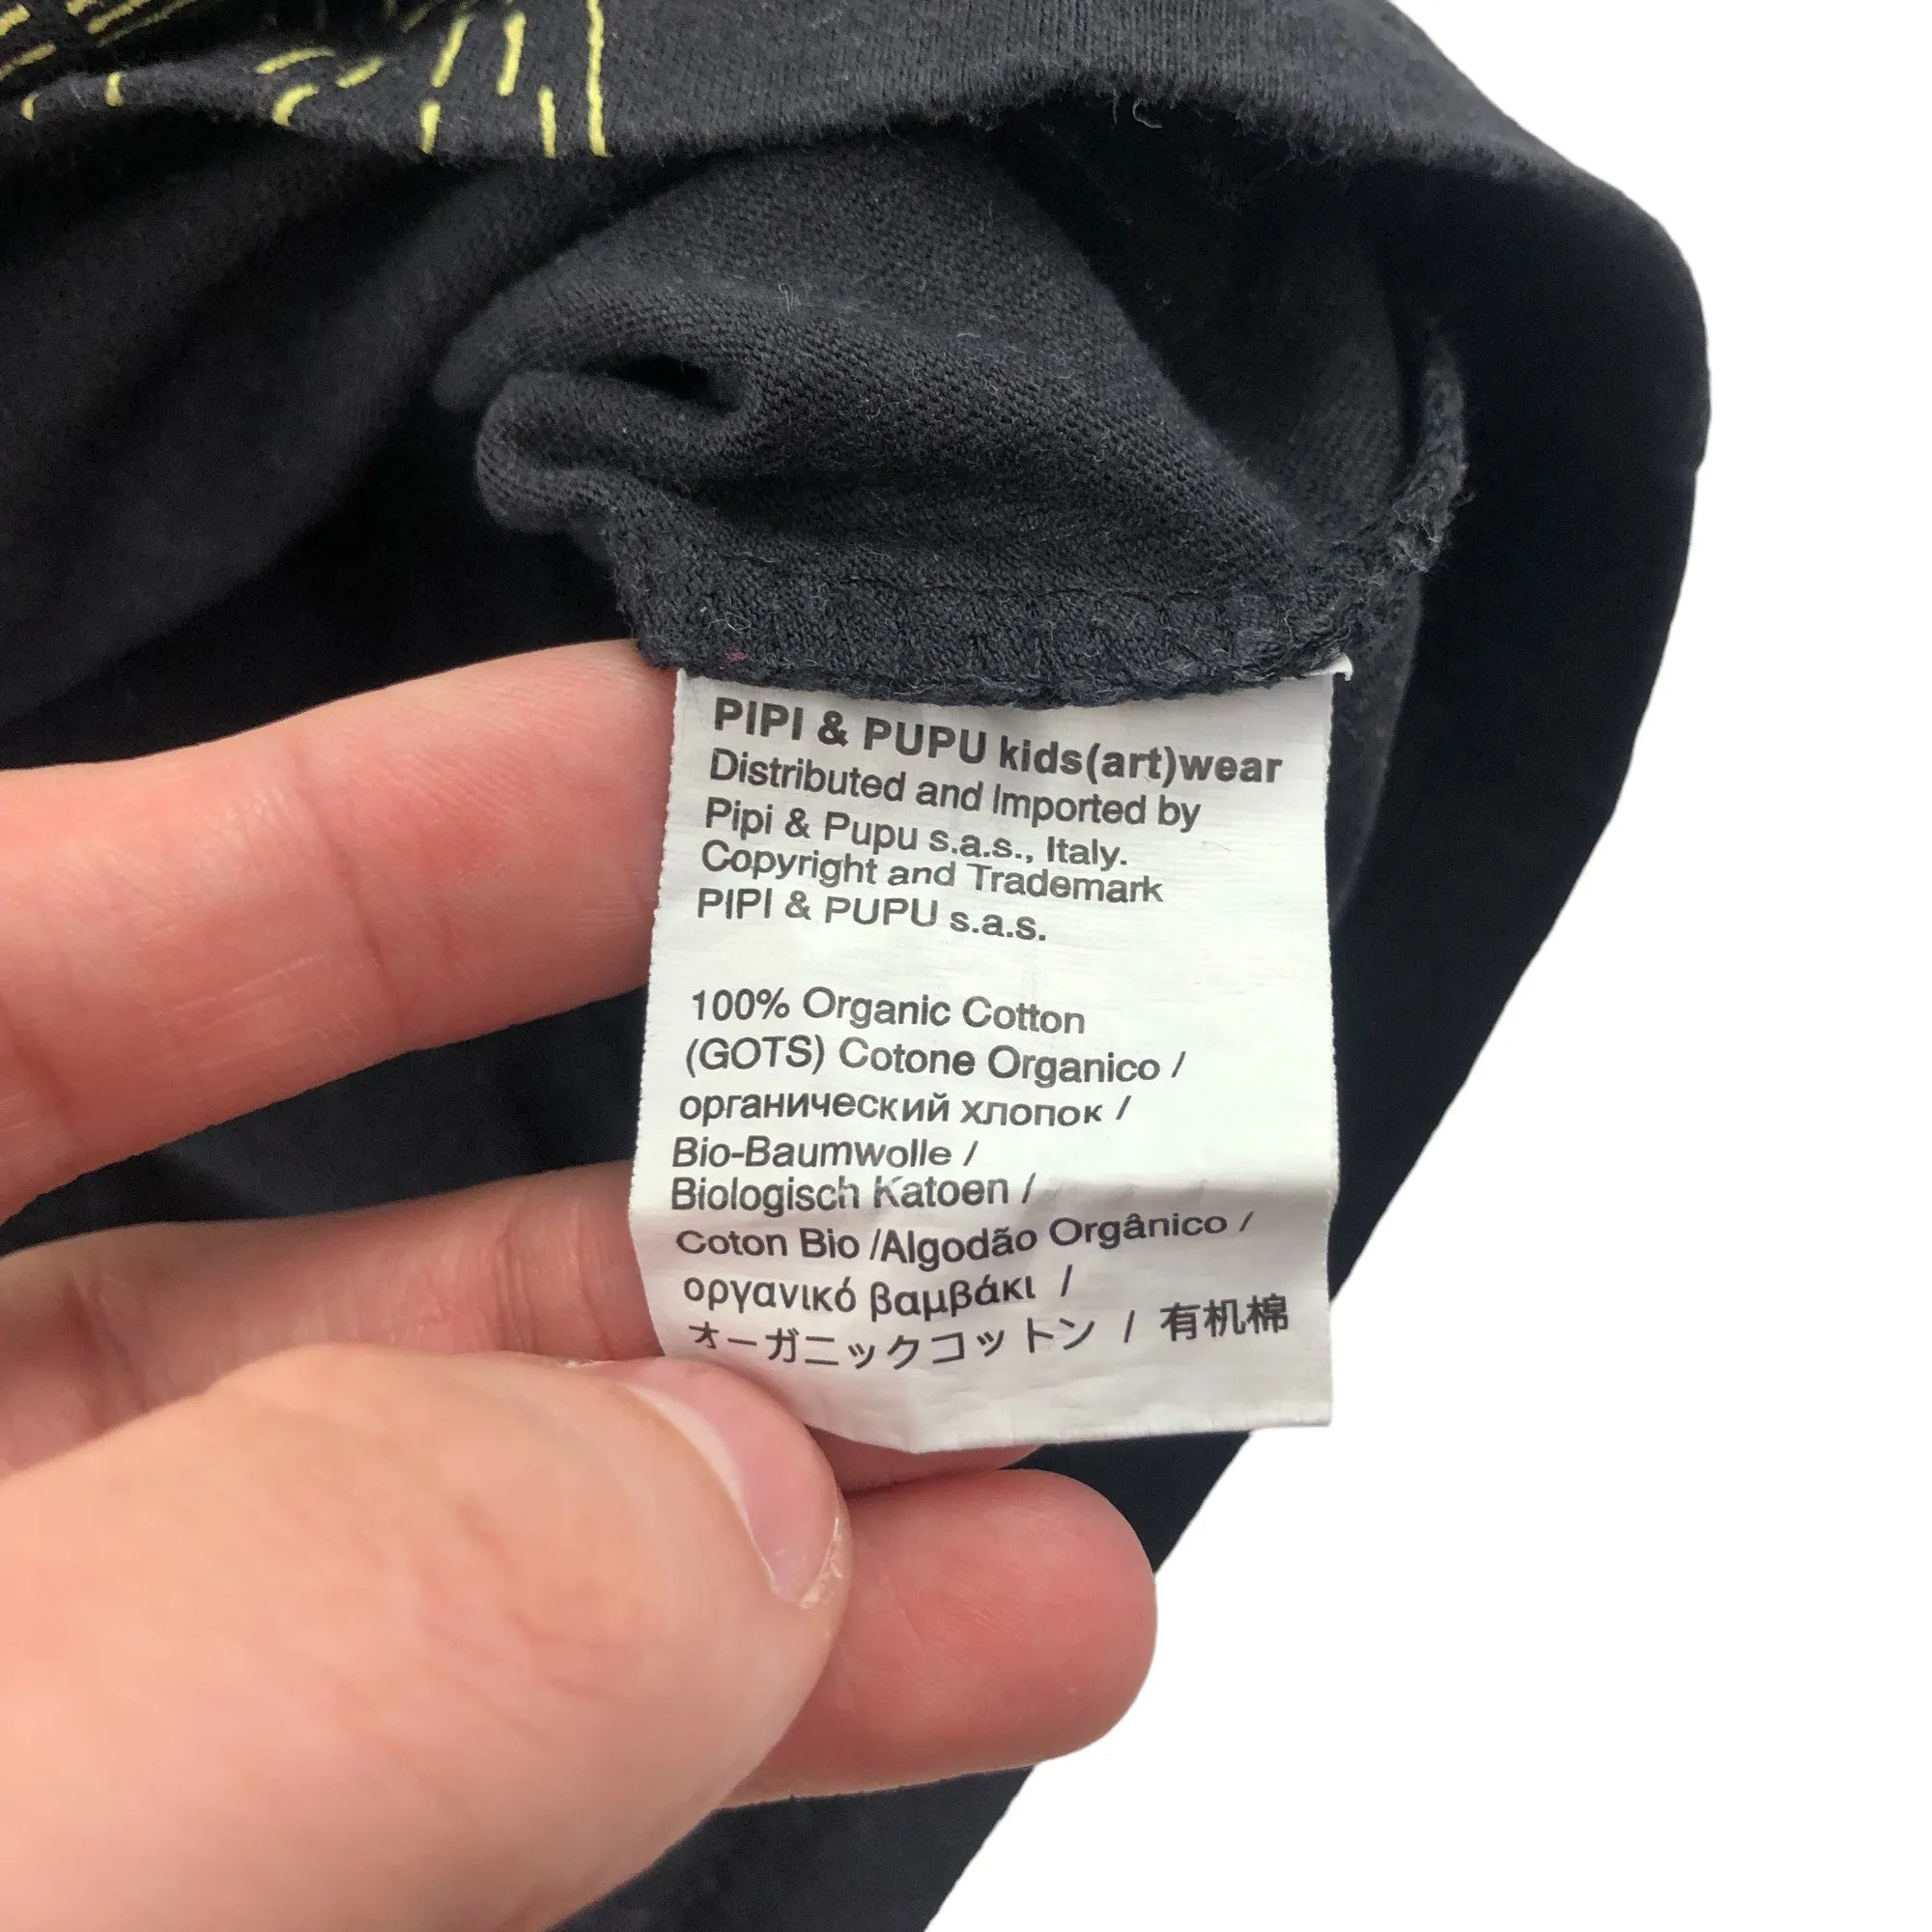 PIPI & PUPU kids(art)wear
Distributed and Imported by
Pipi & Pupu s.a.s., Italy.
Copyright and Trademark
PIPI & PUPU s.a.s.
100% Organic Cotton
(GOTS) Cotone Organico /
органический хлопок /
Bio-Baumwolle /
Biologisch Katoen /
Coton Bio /Algodão Orgânico /
οργανικό βαμβάκι /
オーガニックコットン / 有机棉